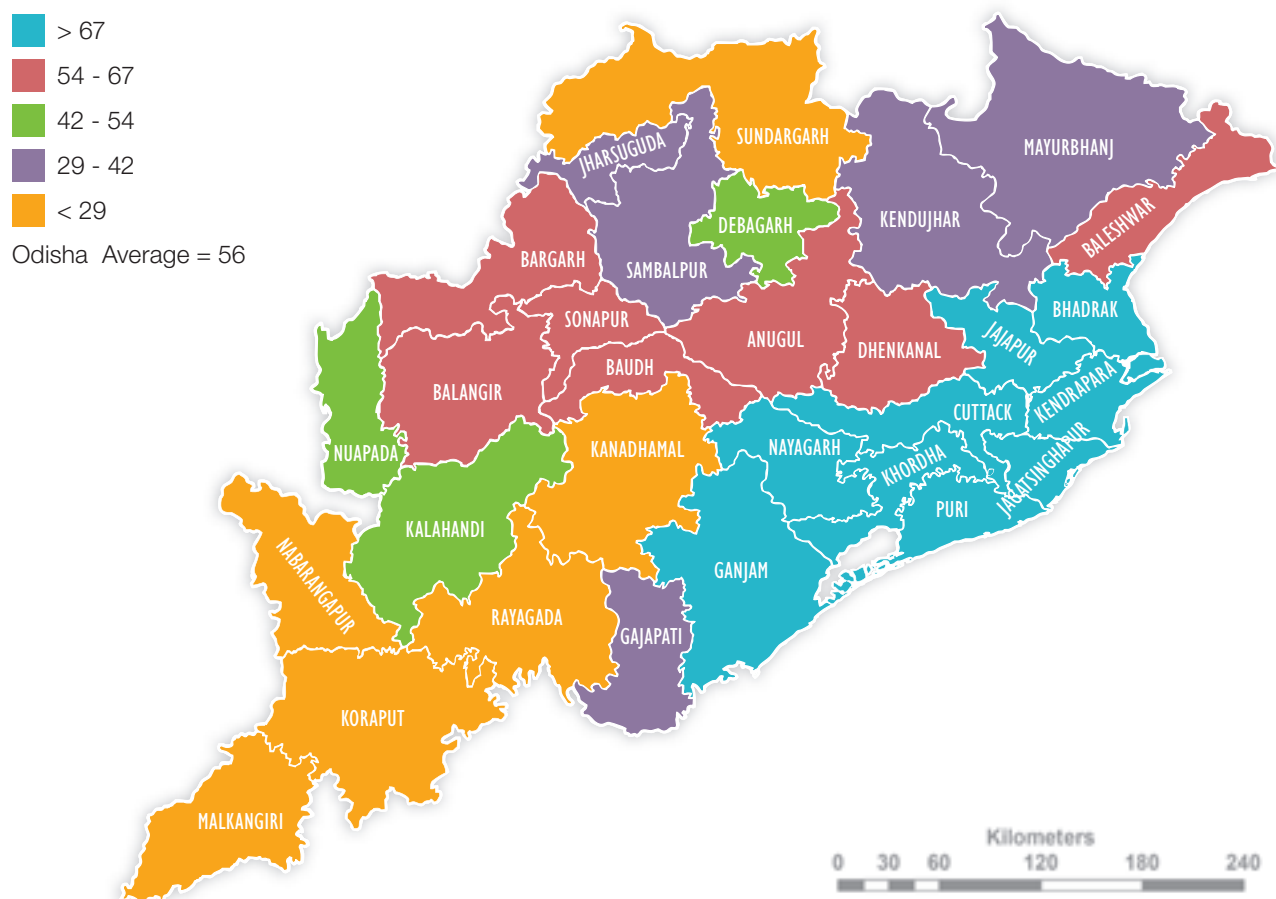 > 67
54 - 67
42 - 54
29 - 42
< 29
Odisha Average = 56
SUNDARGARH
JHARSUGUDA
MAYURBHANJ
KENDUJHAR
DEBAGARH
BALESHWAR
BARGARH
SAMBALPUR
SONAPUR
BHADRAK
ANUGUL
JAJAPUR
DHENKANAL
BAUDH
BALANGIR
KENDRAPARA
CUTTACK
KANADHAMAL
NAYAGARH
NUAPADA
KHORDHA
JAGATSINGHAPUR
PURI
KALAHANDI
GANJAM
NABARANGAPUR
RAYAGADA
GAJAPATI
KORAPUT
MALKANGIRI
Kilometers
0 30 60 120 180 240